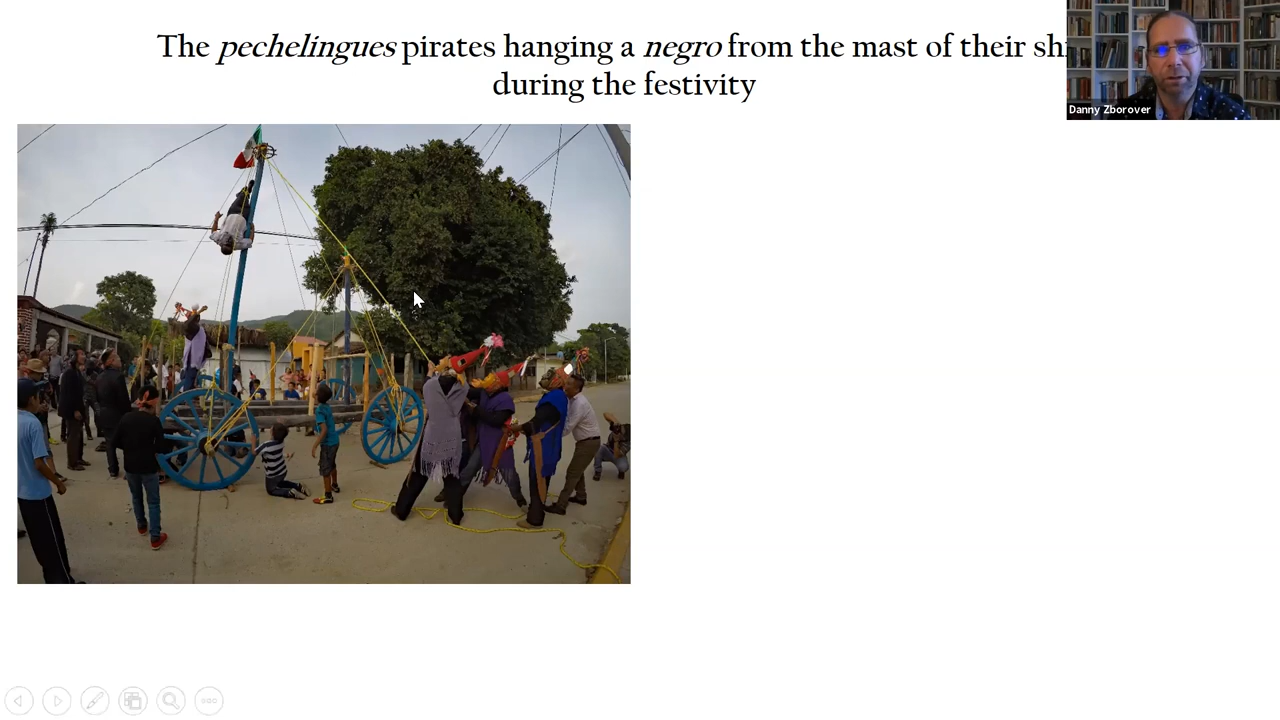 The pechelingues pirates hanging a negro from the mast of their
during the festivity
Danny Zborover